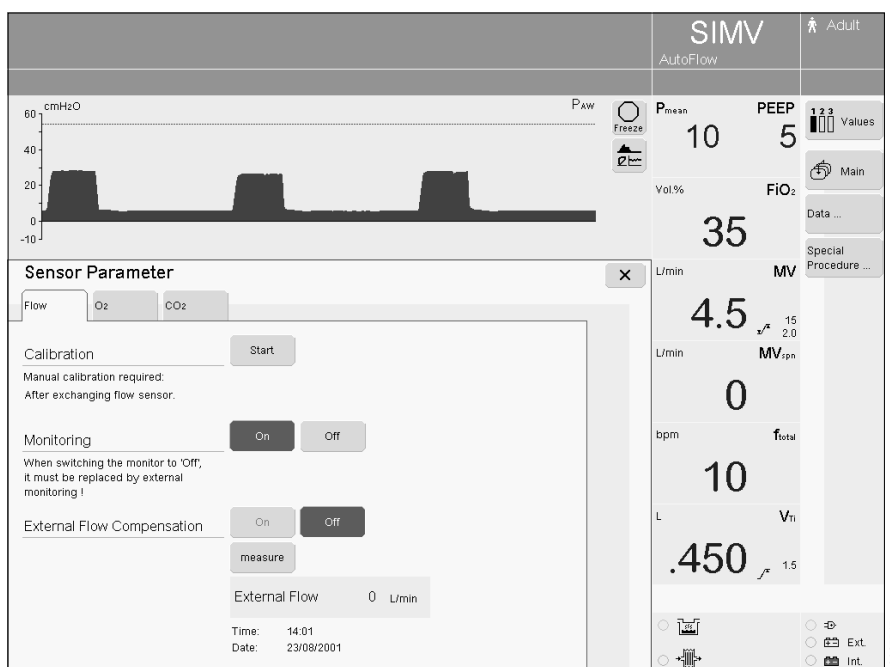 SIMV
AutoFlow
Adult
cmH2O
PAW
60
40
20
0
-10
Freeze
Pmean PEEP
10 5
Vol.% FiO2
35
L/min MV
4.5 15
2.0
L/min MVspn
0
bpm ftotal
10
L VTi
.450 1.5
1 2 3
Values
Main
Data ...
Special
Procedure ...
Sensor Parameter
Flow O2 CO2
Calibration Start
Manual calibration required:
After exchanging flow sensor.
Monitoring On Off
When switching the monitor to 'Off',
it must be replaced by external
monitoring !
External Flow Compensation On Off
measure
External Flow 0 L/min
Time: 14:01
Date: 23/08/2001
Ext.
Int.